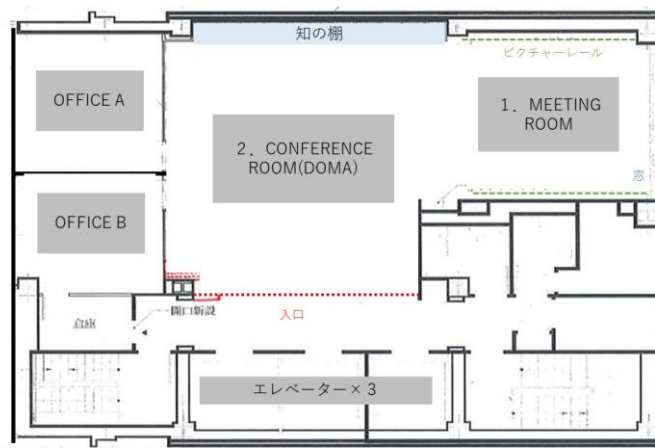 知の棚
ピクチャーレール
OFFICE A
1．MEETING
ROOM
2．CONFERENCE
ROOM(DOMA)
窓
OFFICE B
開口新設
倉庫
入口
エレベーター×３